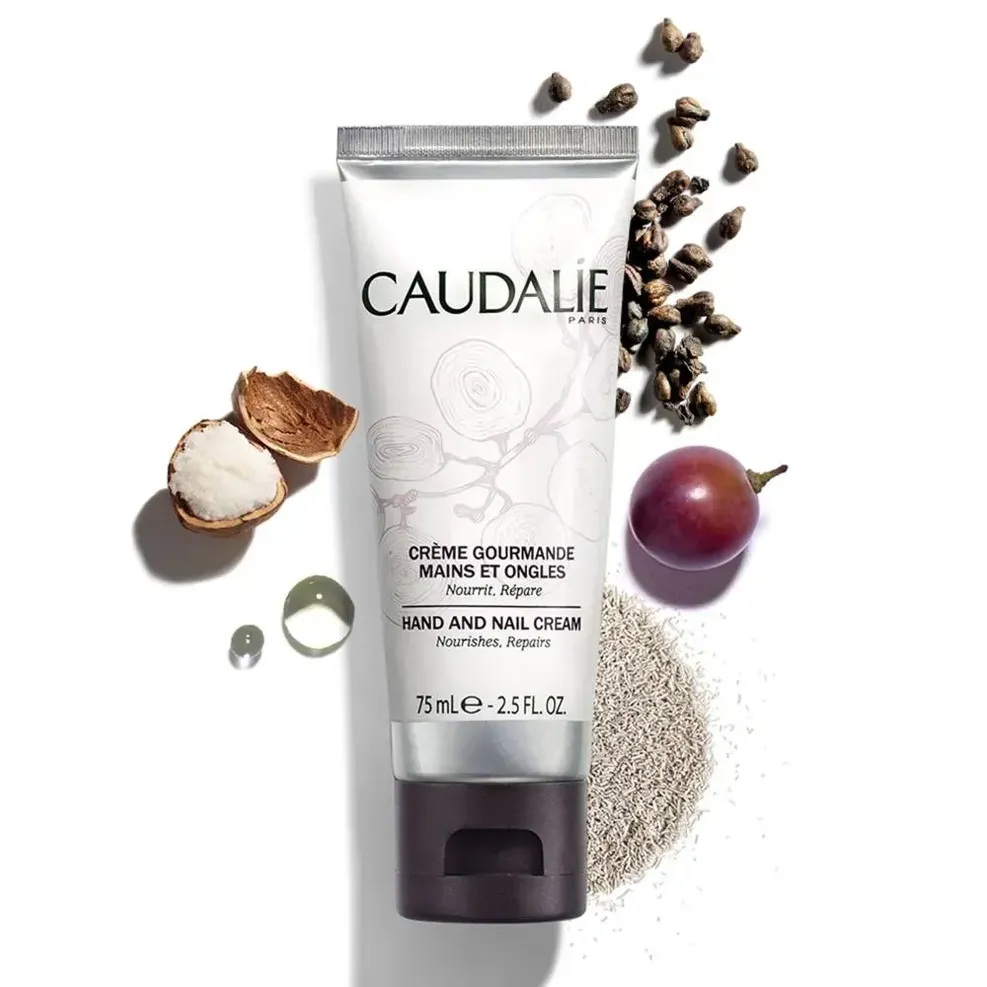 CAUDALIE
PARIS
CRÈME GOURMANDE
MAINS ET ONGLES
Nourrit, Répare
HAND AND NAIL CREAM
Nourishes, Repairs
75 mL℮ - 2.5 FL. OZ.